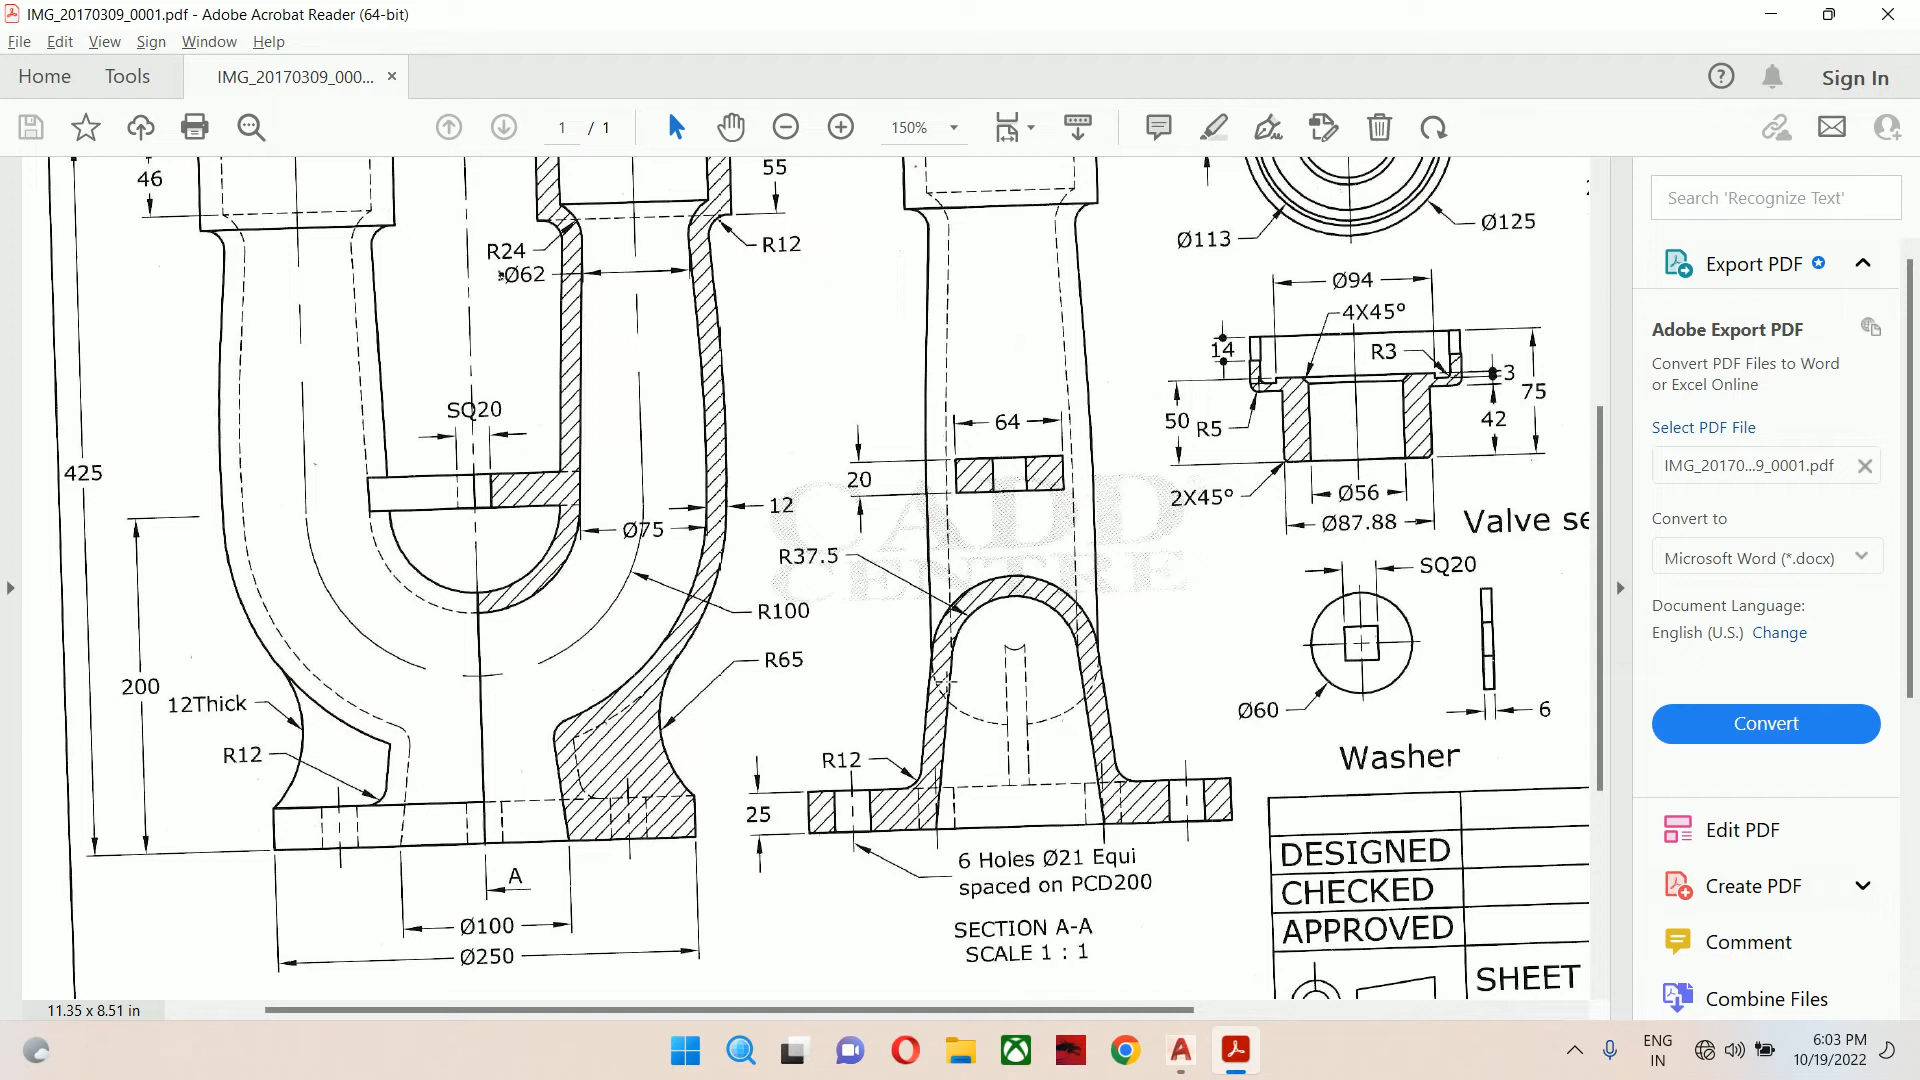 IMG_20170309_0001.pdf - Adobe Acrobat Reader (64-bit)
File Edit View Sign Window Help
Home Tools IMG_20170309_000... ×
Sign In
1 / 1
150%
46
55
R24
Ø62
R12
SQ20
425
12
Ø75
R100
200
12Thick
R65
R12
A
Ø100
Ø250
64
20
R37.5
R12
25
6 Holes Ø21 Equi
spaced on PCD200
SECTION A-A
SCALE 1 : 1
CADD
CENTRE
Ø113
Ø125
Ø94
4X45°
14
R3
3
75
50
R5
42
2X45°
Ø56
Ø87.88
Valve se
SQ20
Ø60
6
Washer
DESIGNED
CHECKED
APPROVED
SHEET
11.35 x 8.51 in
Search 'Recognize Text'
Export PDF
Adobe Export PDF
Convert PDF Files to Word
or Excel Online
Select PDF File
IMG_20170...9_0001.pdf
Convert to
Microsoft Word (*.docx)
Document Language:
English (U.S.) Change
Convert
Edit PDF
Create PDF
Comment
Combine Files
ENG
IN
6:03 PM
10/19/2022